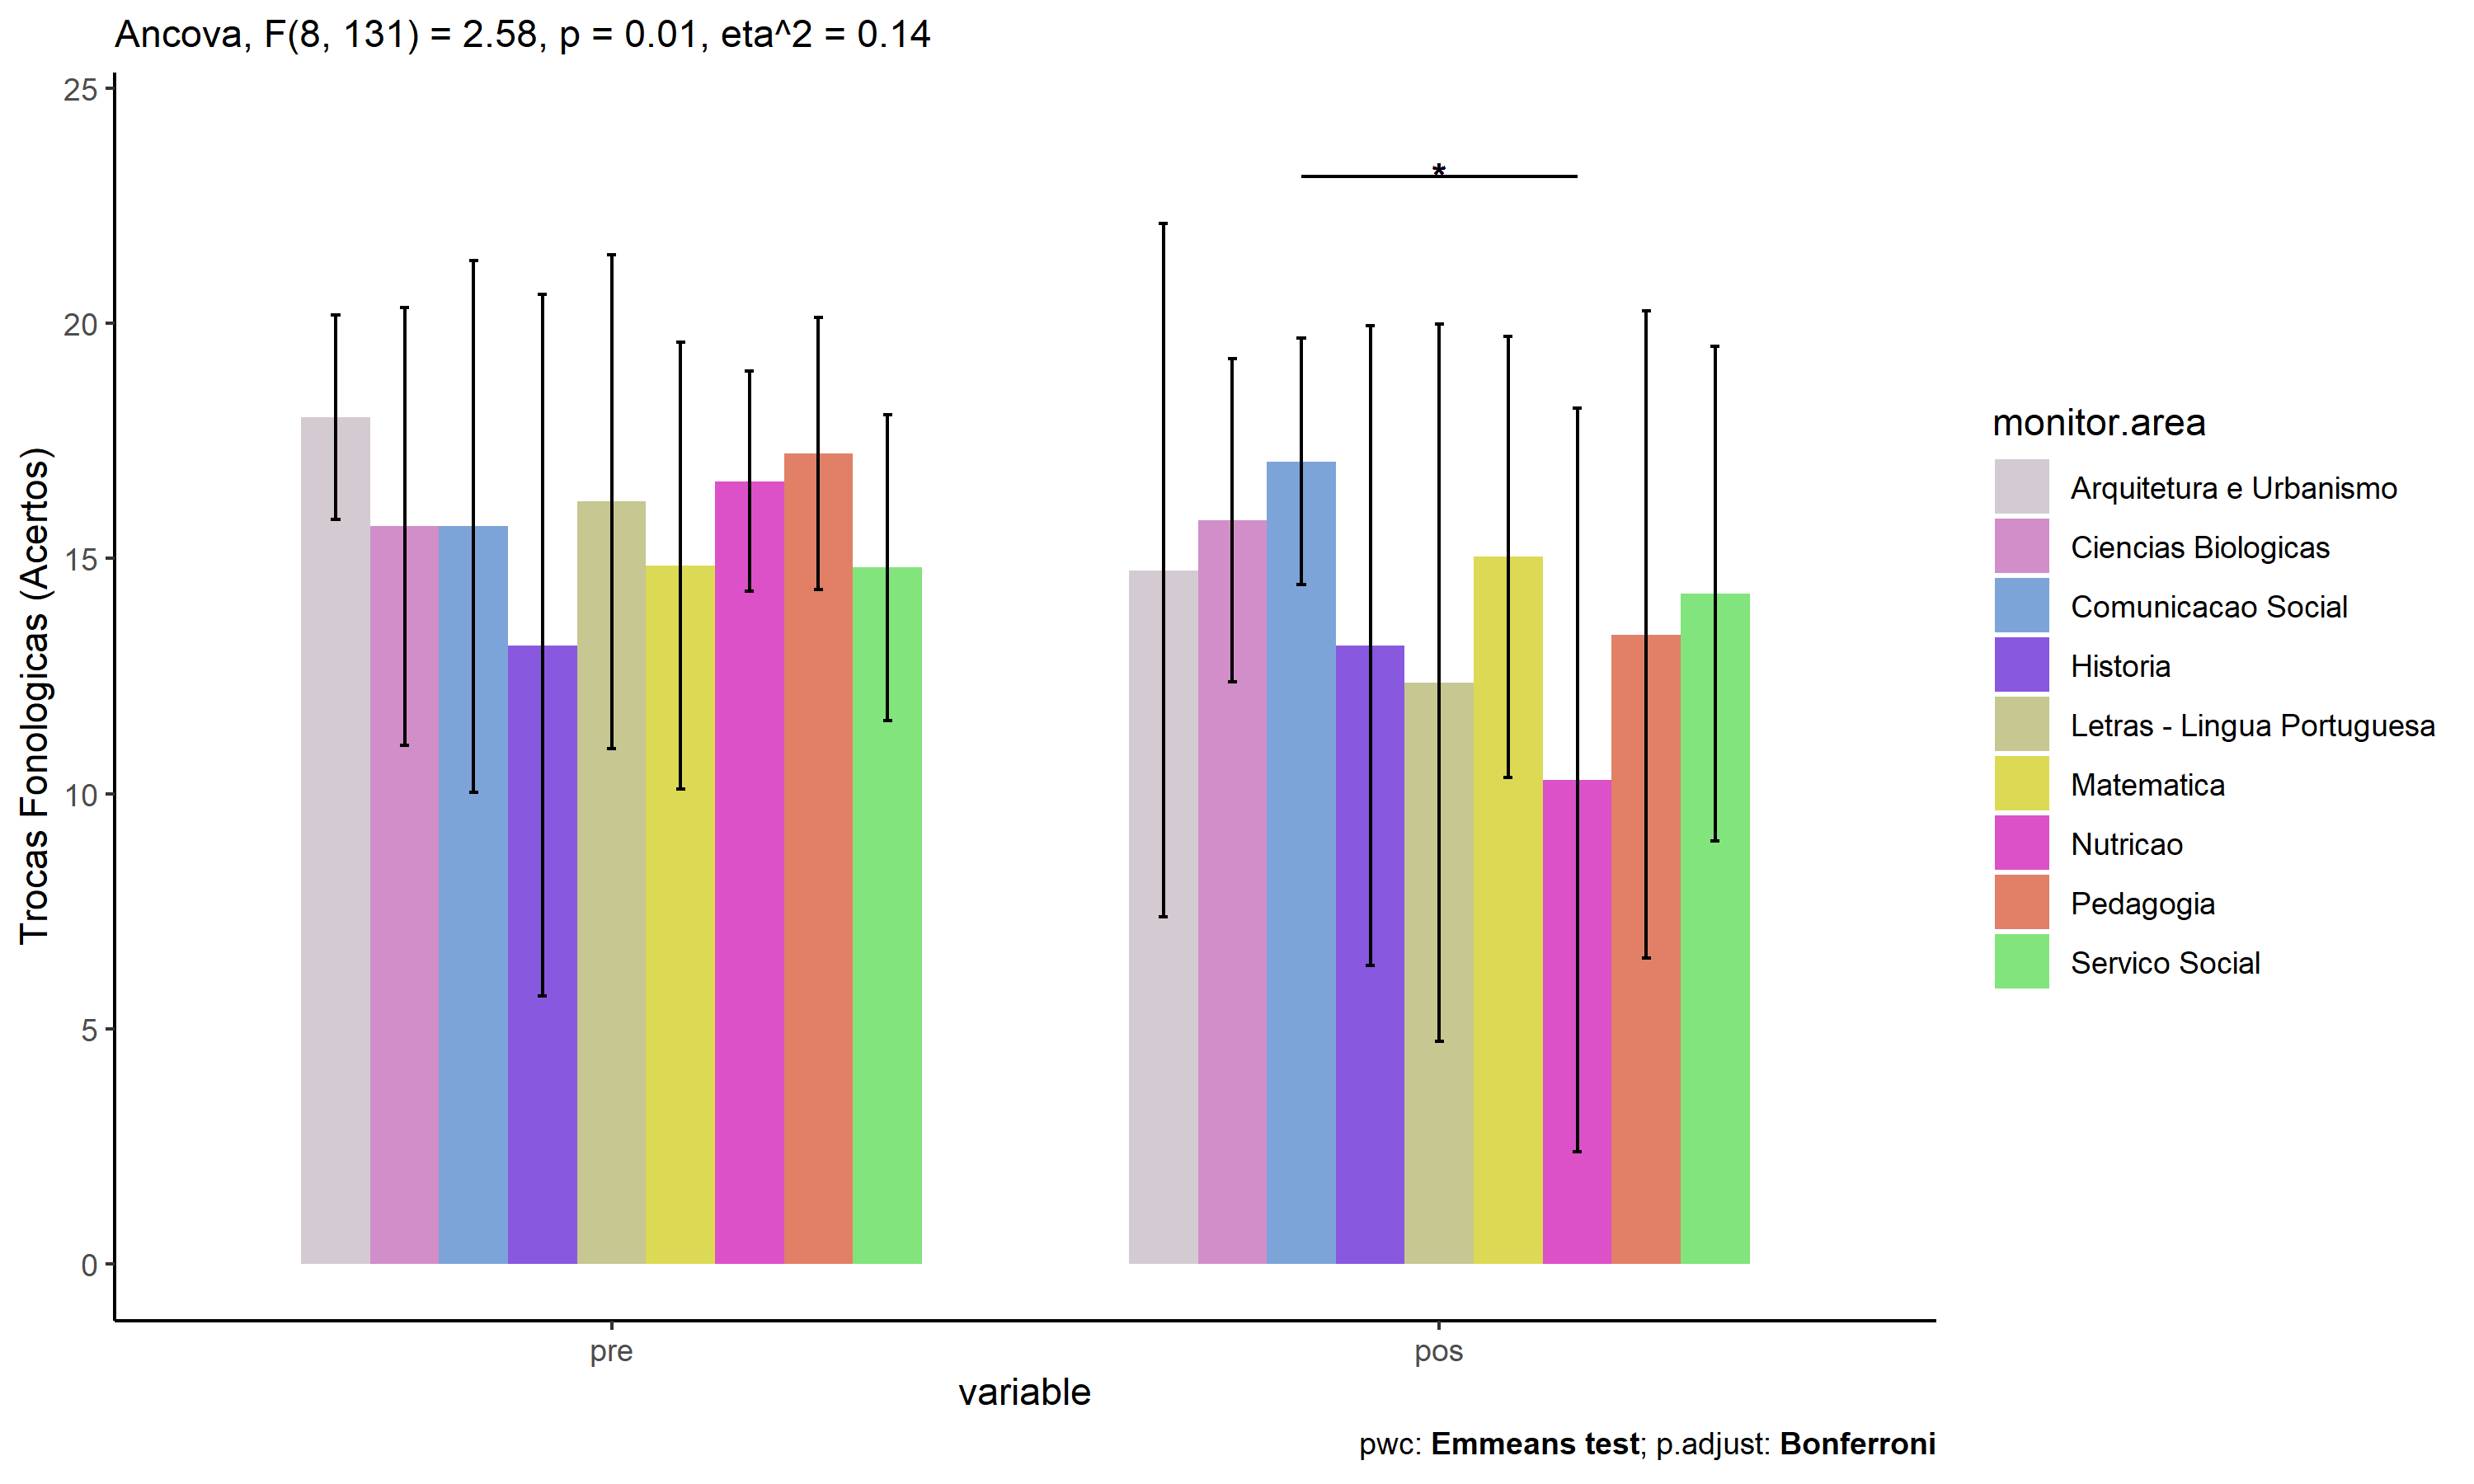 Ancova, F(8, 131) = 2.58, p = 0.01, eta^2 = 0.14
Trocas Fonologicas (Acertos)
25
20
15
10
5
0
*
pre
pos
variable
monitor.area
Arquitetura e Urbanismo
Ciencias Biologicas
Comunicacao Social
Historia
Letras - Lingua Portuguesa
Matematica
Nutricao
Pedagogia
Servico Social
pwc: Emmeans test; p.adjust: Bonferroni